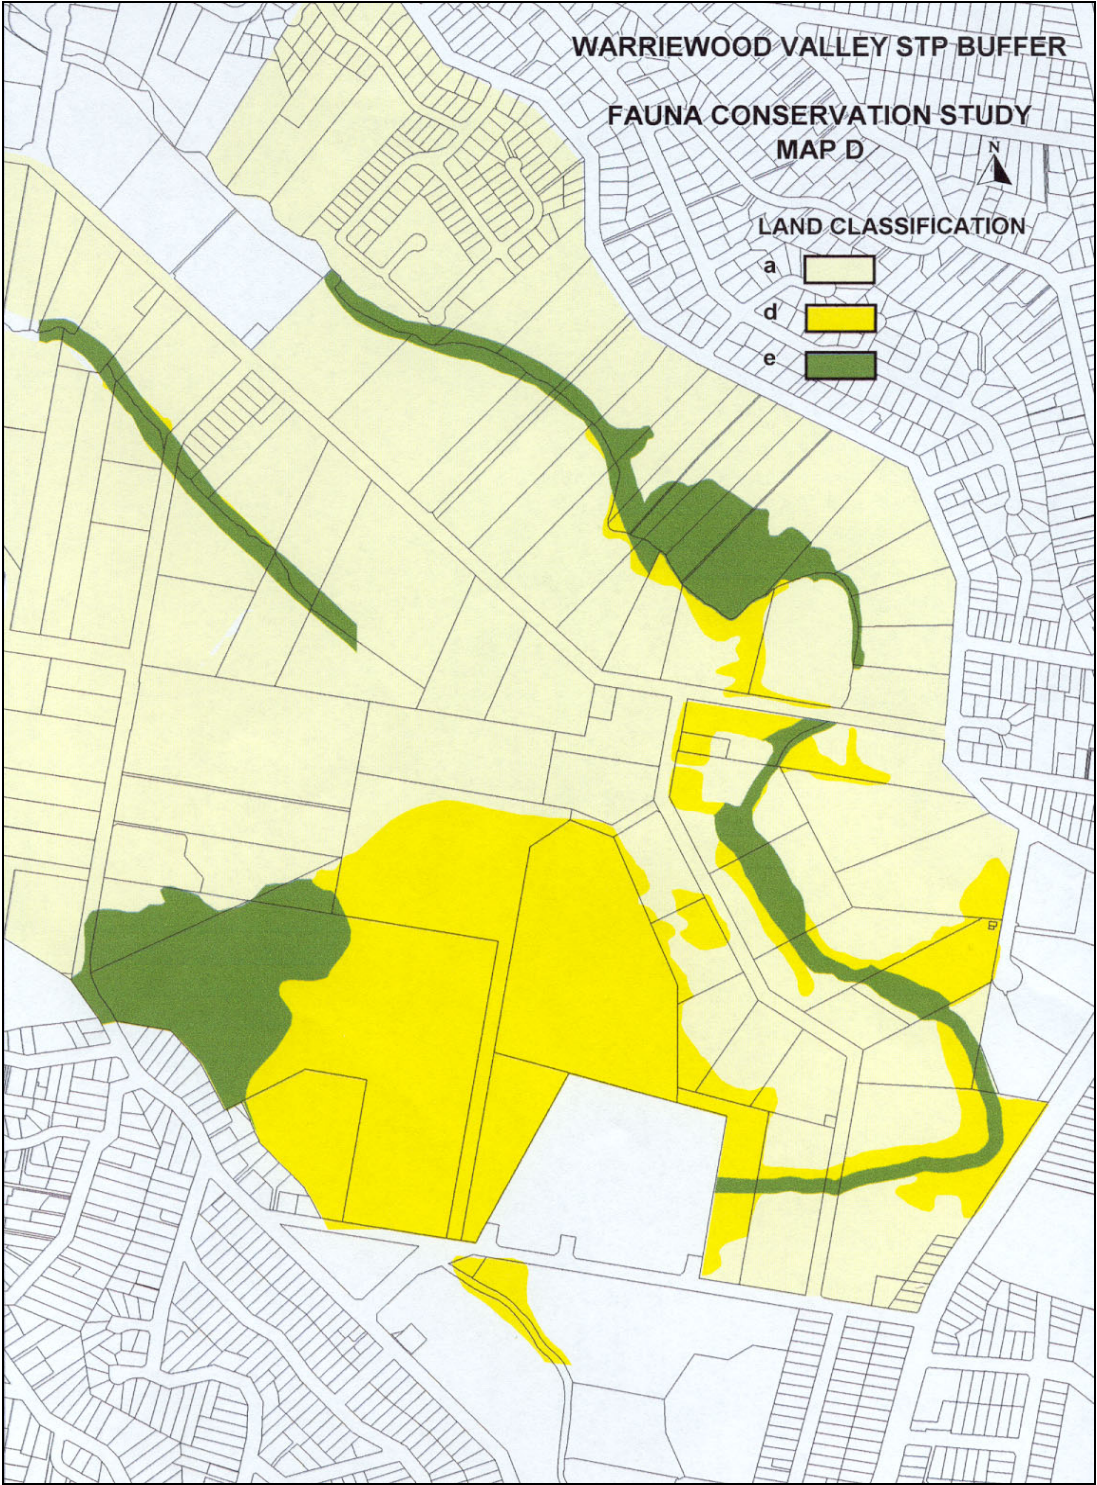 WARRIEWOOD VALLEY STP BUFFER
FAUNA CONSERVATION STUDY
MAP D
N
LAND CLASSIFICATION
a
d
e